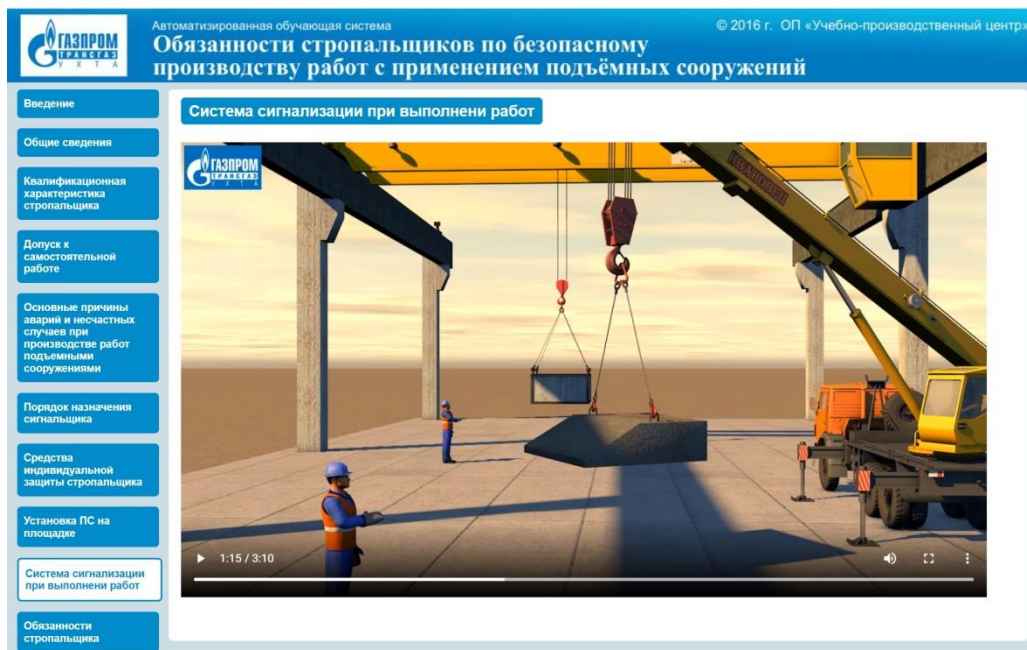 ГАЗПРОМ
ТРАНСГАЗ
УХТА
Автоматизированная обучающая система
© 2016 г. ОП «Учебно-производственный центр»
Обязанности стропальщиков по безопасному
производству работ с применением подъёмных сооружений
Введение
Общие сведения
Квалификационная
характеристика
стропальщика
Допуск к
самостоятельной
работе
Основные причины
аварий и несчастных
случаев при
производстве работ
подъемными
сооружениями
Порядок назначения
сигнальщика
Средства
индивидуальной
защиты стропальщика
Установка ПС на
площадке
Система сигнализации
при выполнени работ
Обязанности
стропальщика
Система сигнализации при выполнени работ
ГАЗПРОМ
ТРАНСГАЗ
УХТА
ИВАНОВЕЦ
1:15 / 3:10